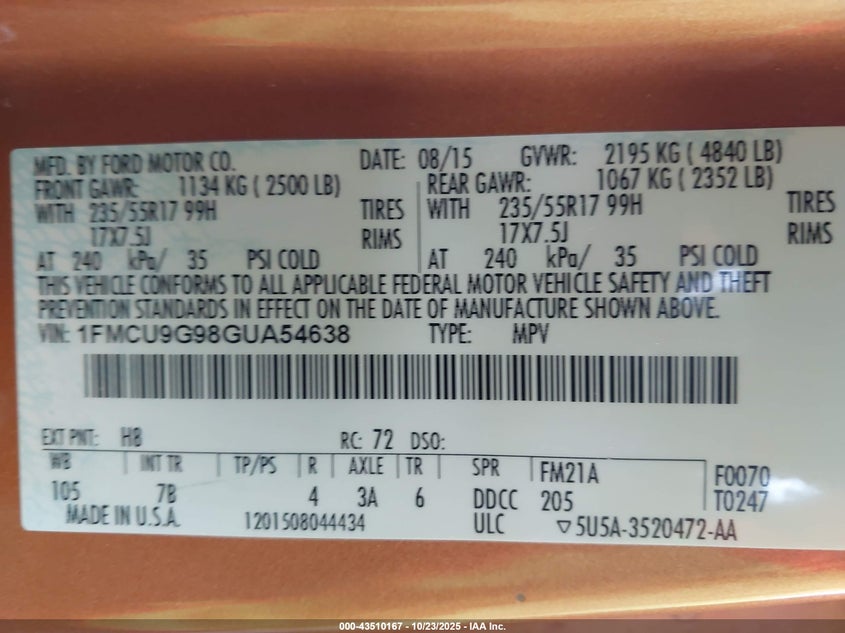 MFD. BY FORD MOTOR CO. DATE: 08/15 GVWR: 2195 KG ( 4840 LB)
FRONT GAWR: 1134 KG ( 2500 LB) REAR GAWR: 1067 KG ( 2352 LB)
WITH 235/55R17 99H TIRES WITH 235/55R17 99H TIRES
17X7.5J RIMS 17X7.5J RIMS
AT 240 kPa/ 35 PSI COLD AT 240 kPa/ 35 PSI COLD
THIS VEHICLE CONFORMS TO ALL APPLICABLE FEDERAL MOTOR VEHICLE SAFETY AND THEFT
PREVENTION STANDARDS IN EFFECT ON THE DATE OF MANUFACTURE SHOWN ABOVE.
VIN: 1FMCU9G98GUA54638 TYPE: MPV
EXT PNT: H8 RC: 72 DSO:
WB INT TR TP/PS R AXLE TR SPR FM21A F0070
105 7B 4 3A 6 DDCC 205 T0247
MADE IN U.S.A. 1201508044434 ULC ▽5U5A-3520472-AA
000-43510167 - 10/23/2025 - IAA Inc.